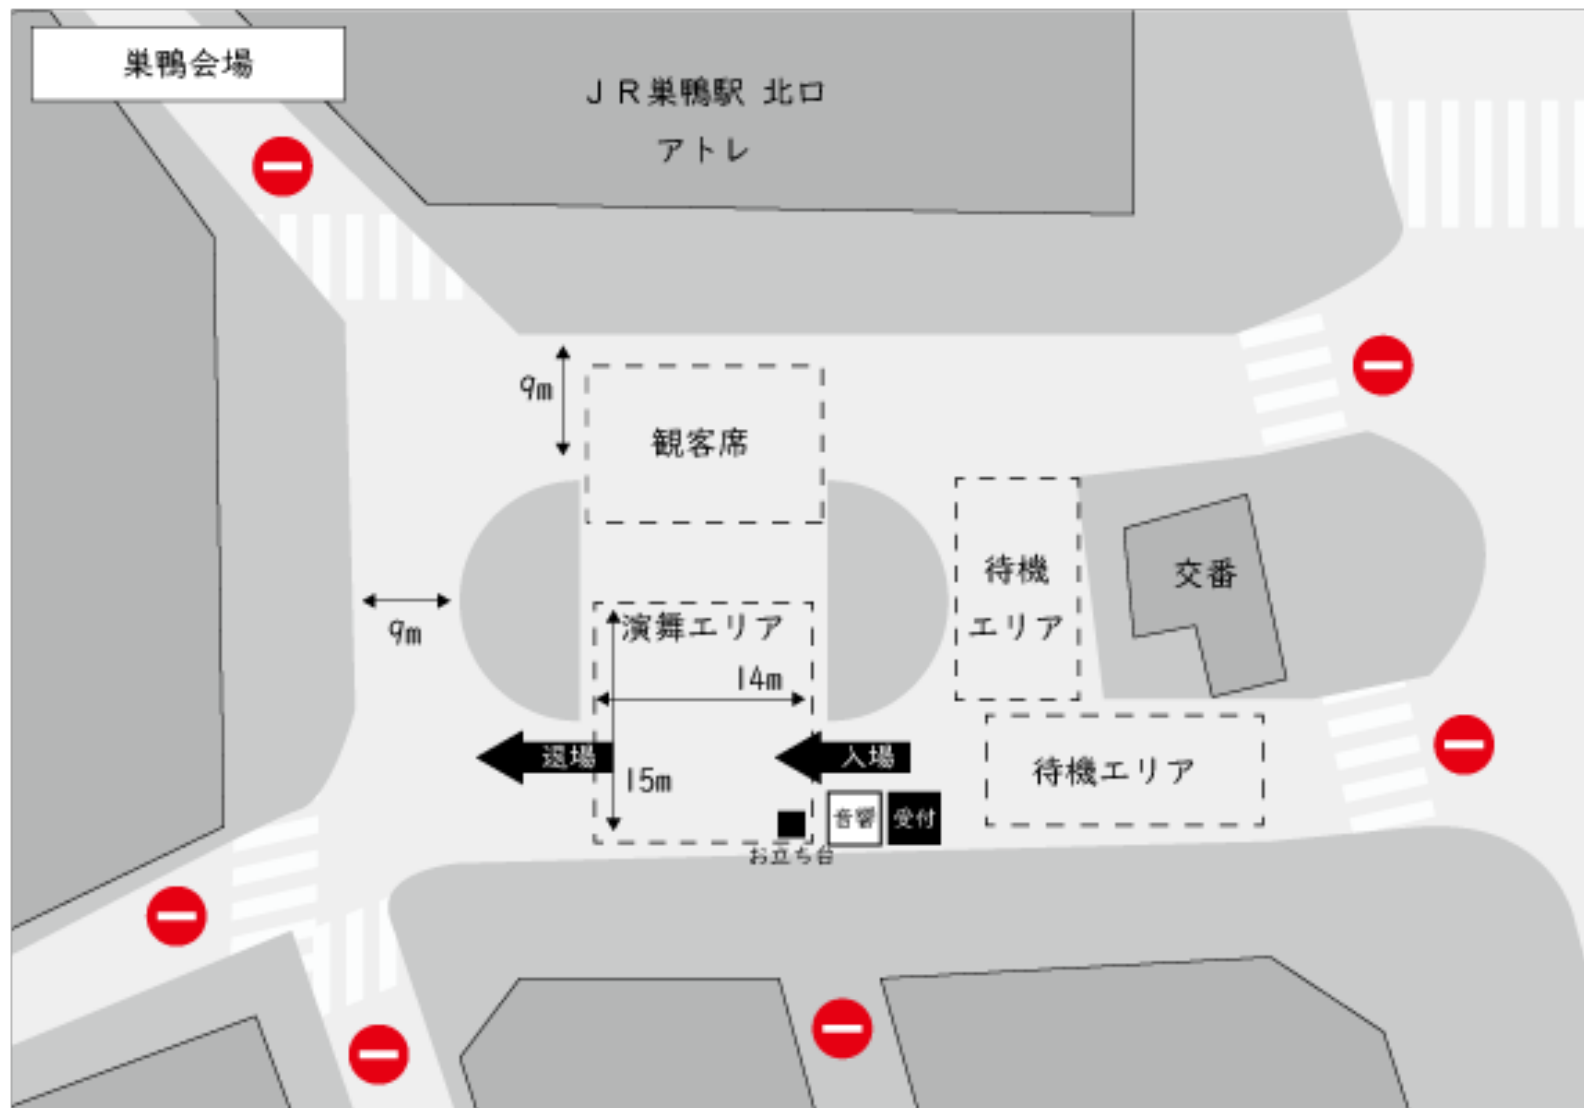 巣鴨会場
JR巣鴨駅 北口
アトレ
9m
観客席
待機
エリア
交番
9m
演舞エリア
14m
退場
入場
15m
待機エリア
音響
受付
お立ち台